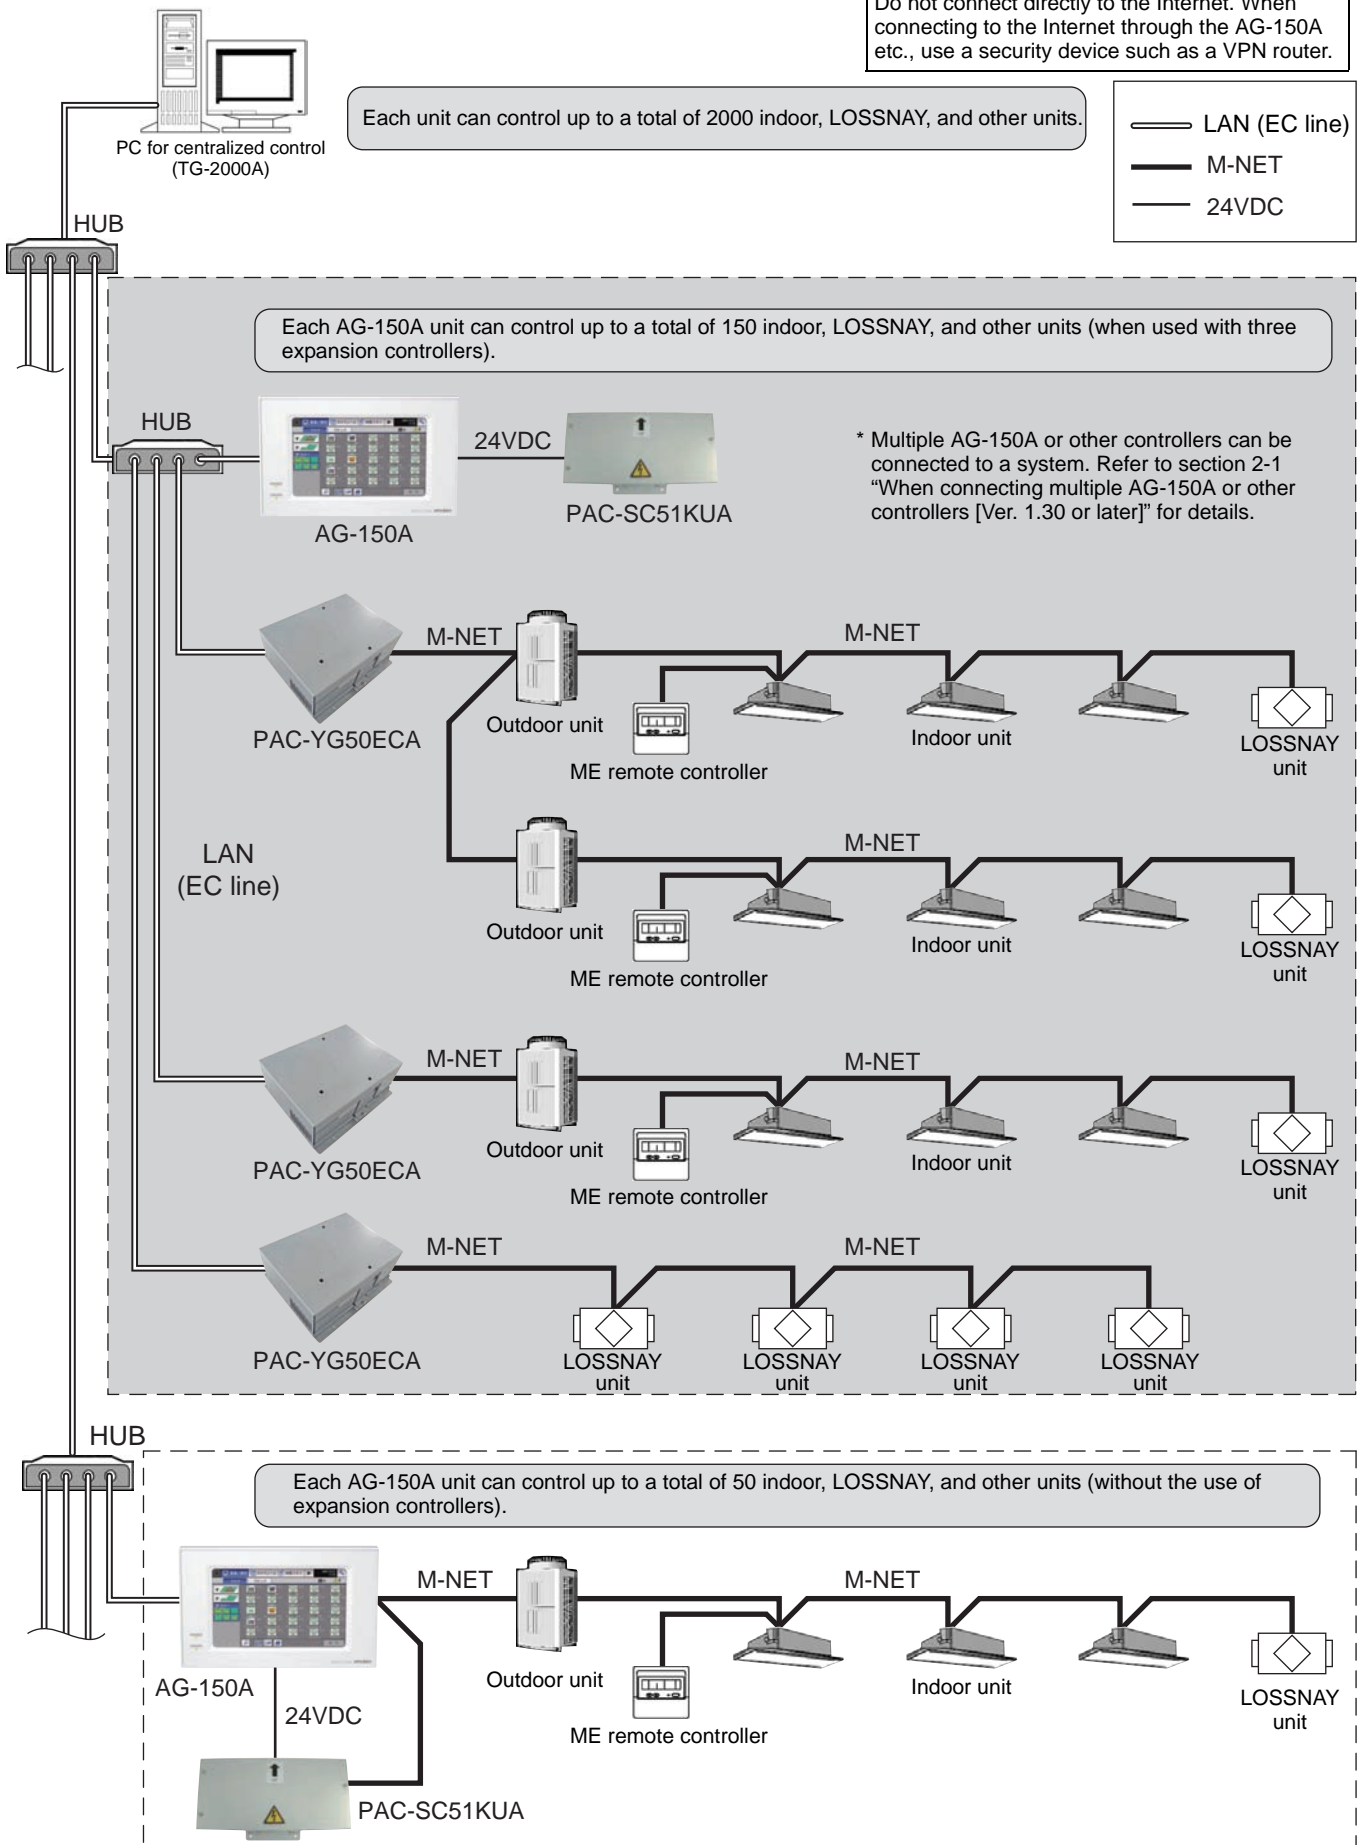 Do not connect directly to the Internet. When
connecting to the Internet through the AG-150A
etc., use a security device such as a VPN router.
PC for centralized control
(TG-2000A)
Each unit can control up to a total of 2000 indoor, LOSSNAY, and other units.
LAN (EC line)
M-NET
24VDC
HUB
Each AG-150A unit can control up to a total of 150 indoor, LOSSNAY, and other units (when used with three
expansion controllers).
HUB
24VDC
AG-150A
PAC-SC51KUA
* Multiple AG-150A or other controllers can be
connected to a system. Refer to section 2-1
“When connecting multiple AG-150A or other
controllers [Ver. 1.30 or later]” for details.
M-NET
M-NET
PAC-YG50ECA
Outdoor unit
ME remote controller
Indoor unit
LOSSNAY
unit
LAN
(EC line)
M-NET
Outdoor unit
ME remote controller
Indoor unit
LOSSNAY
unit
M-NET
M-NET
PAC-YG50ECA
Outdoor unit
ME remote controller
Indoor unit
LOSSNAY
unit
M-NET
M-NET
PAC-YG50ECA
LOSSNAY
unit
LOSSNAY
unit
LOSSNAY
unit
LOSSNAY
unit
HUB
Each AG-150A unit can control up to a total of 50 indoor, LOSSNAY, and other units (without the use of
expansion controllers).
M-NET
M-NET
AG-150A
Outdoor unit
ME remote controller
Indoor unit
LOSSNAY
unit
24VDC
PAC-SC51KUA